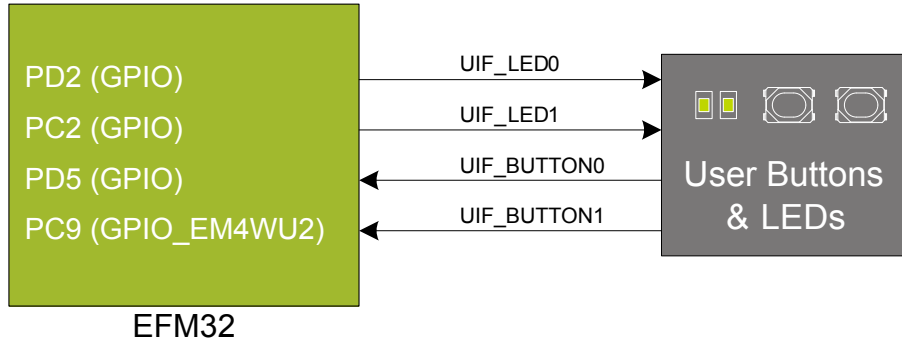 PD2 (GPIO)
PC2 (GPIO)
PD5 (GPIO)
PC9 (GPIO_EM4WU2)
UIF_LED0
UIF_LED1
UIF_BUTTON0
UIF_BUTTON1
User Buttons
& LEDs
EFM32